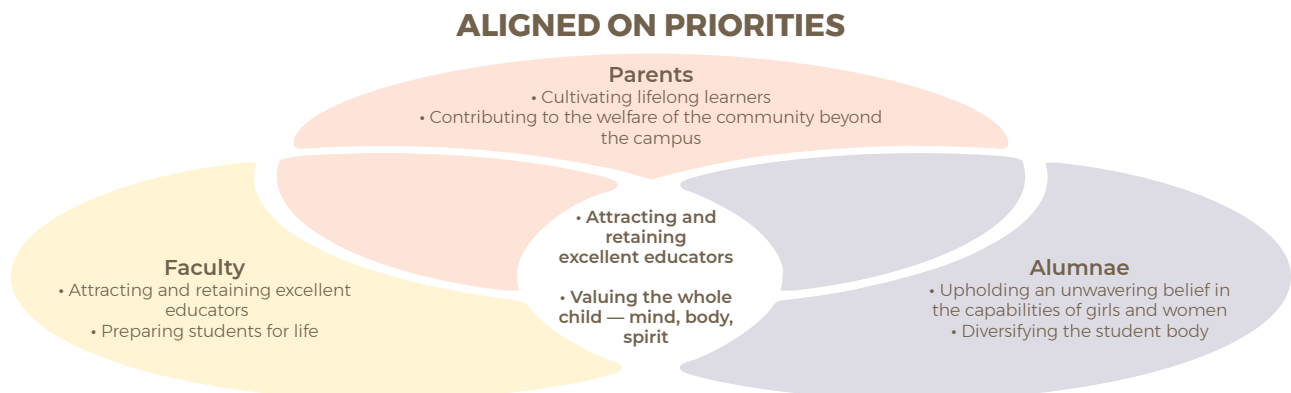 ALIGNED ON PRIORITIES
Parents
• Cultivating lifelong learners
• Contributing to the welfare of the community beyond
the campus
• Attracting and
retaining
excellent educators
• Valuing the whole
child — mind, body,
spirit
Faculty
• Attracting and retaining excellent
educators
• Preparing students for life
Alumnae
• Upholding an unwavering belief in
the capabilities of girls and women
• Diversifying the student body